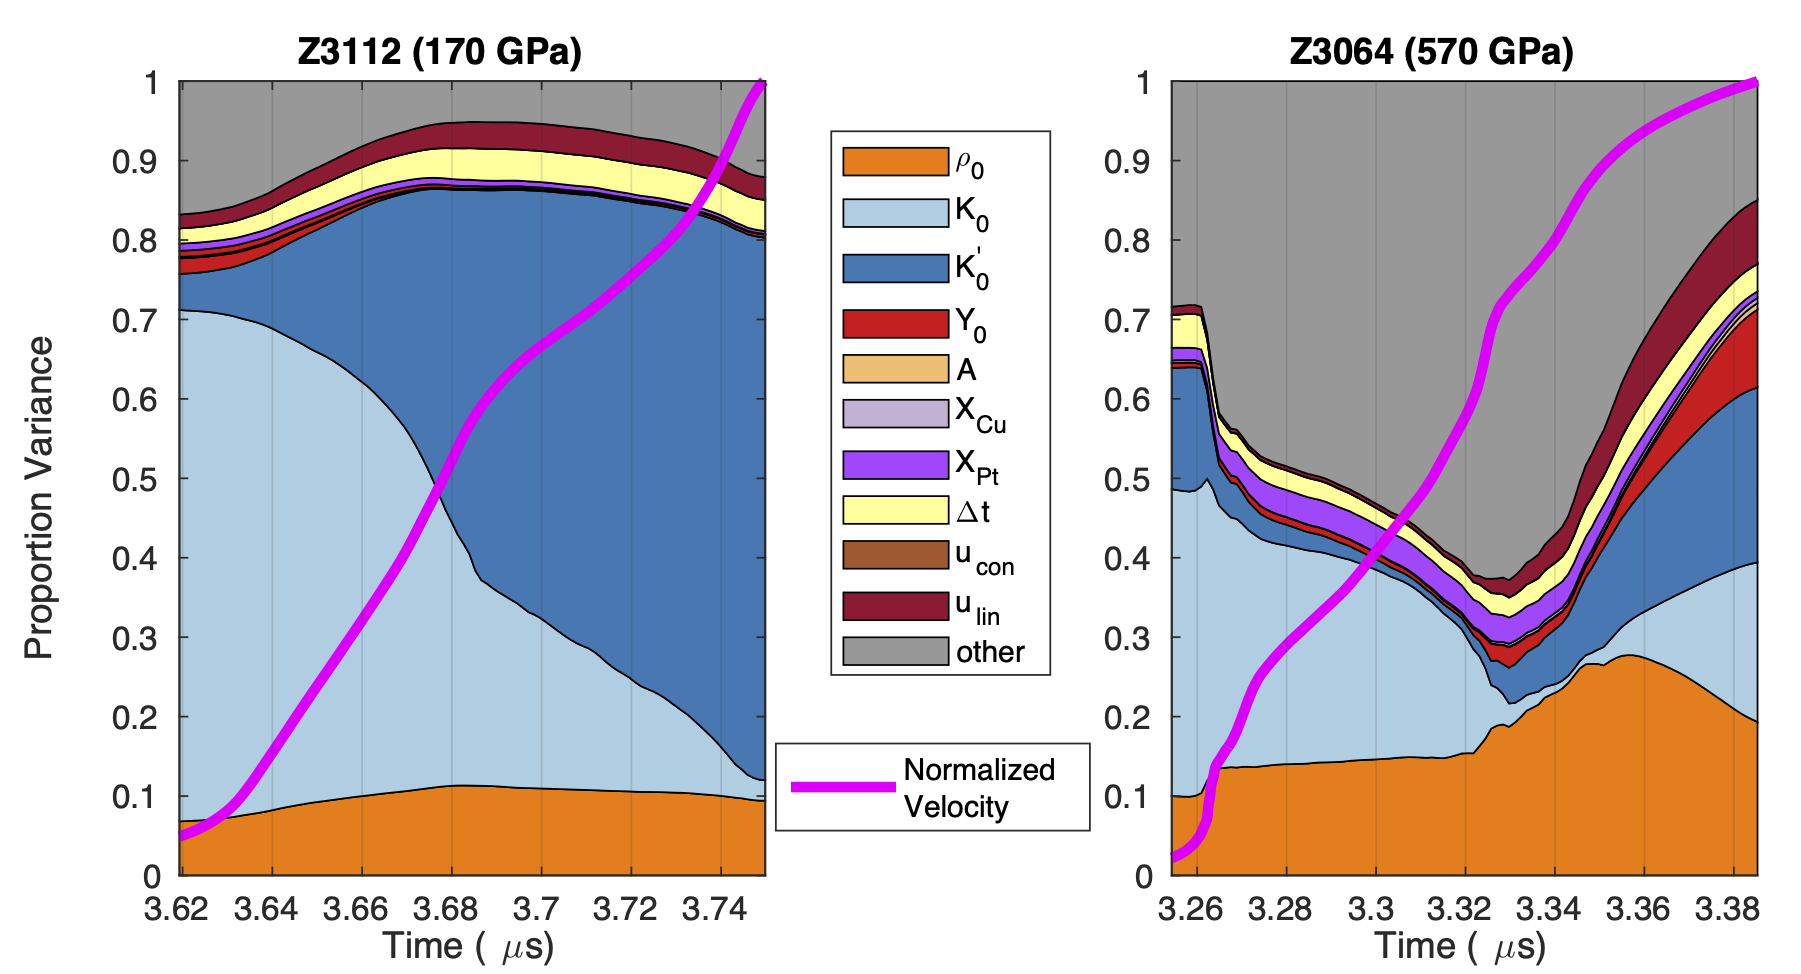 Z3112 (170 GPa)
Z3064 (570 GPa)
Proportion Variance
1
0.9
0.8
0.7
0.6
0.5
0.4
0.3
0.2
0.1
0
3.62 3.64 3.66 3.68 3.7 3.72 3.74
Time ( μs)
ρ0
K0
K0'
Y0
A
XCu
XPt
Δt
ucon
ulin
other
Normalized
Velocity
1
0.9
0.8
0.7
0.6
0.5
0.4
0.3
0.2
0.1
0
3.26 3.28 3.3 3.32 3.34 3.36 3.38
Time ( μs)